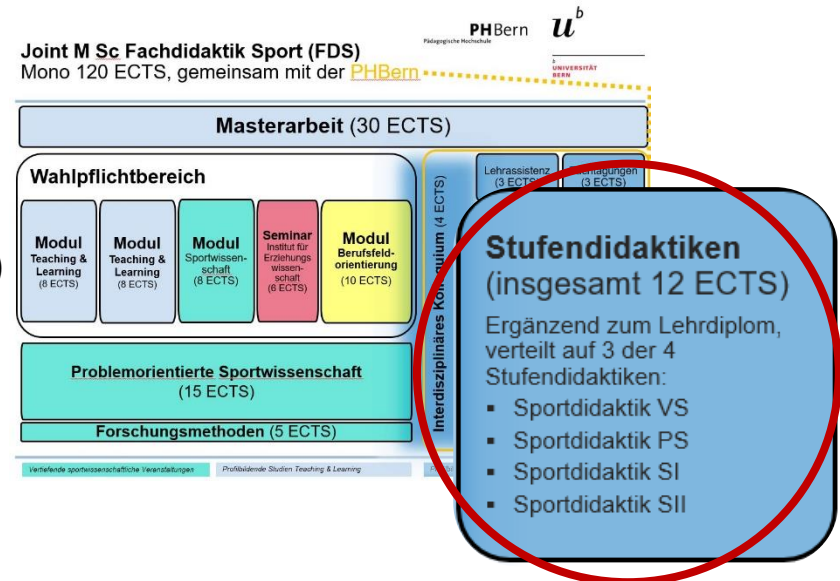 PHBern
Pädagogische Hochschule
u^b
b
UNIVERSITÄT
BERN
Joint M Sc Fachdidaktik Sport (FDS)
Mono 120 ECTS, gemeinsam mit der PHBern
Masterarbeit (30 ECTS)
Wahlpflichtbereich
Modul
Teaching &
Learning
(8 ECTS)
Modul
Teaching &
Learning
(8 ECTS)
Modul
Sportwissen-
schaft
(8 ECTS)
Seminar
Institut für
Erziehungs
wissen-
schaft
(6 ECTS)
Modul
Berufsfeld-
orientierung
(10 ECTS)
Problemorientierte Sportwissenschaft
(15 ECTS)
Forschungsmethoden (5 ECTS)
Interdisziplinäres Kolloquium (4 ECTS)
Lehrassistenz
(3 ECTS)
(3 ECTS)
Stufendidaktiken
(insgesamt 12 ECTS)
Ergänzend zum Lehrdiplom,
verteilt auf 3 der 4
Stufendidaktiken:
▪ Sportdidaktik VS
▪ Sportdidaktik PS
▪ Sportdidaktik SI
▪ Sportdidaktik SII
Vertiefende sportwissenschaftliche Veranstaltungen
Profilbildende Studien Teaching & Learning